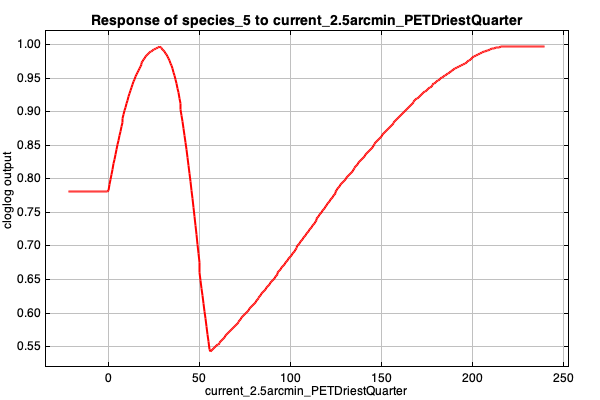 Response of species_5 to current_2.5arcmin_PETDriestQuarter
1.00
0.95
0.90
0.85
0.80
0.75
0.70
0.65
0.60
0.55
cloglog output
0 50 100 150 200 250
current_2.5arcmin_PETDriestQuarter